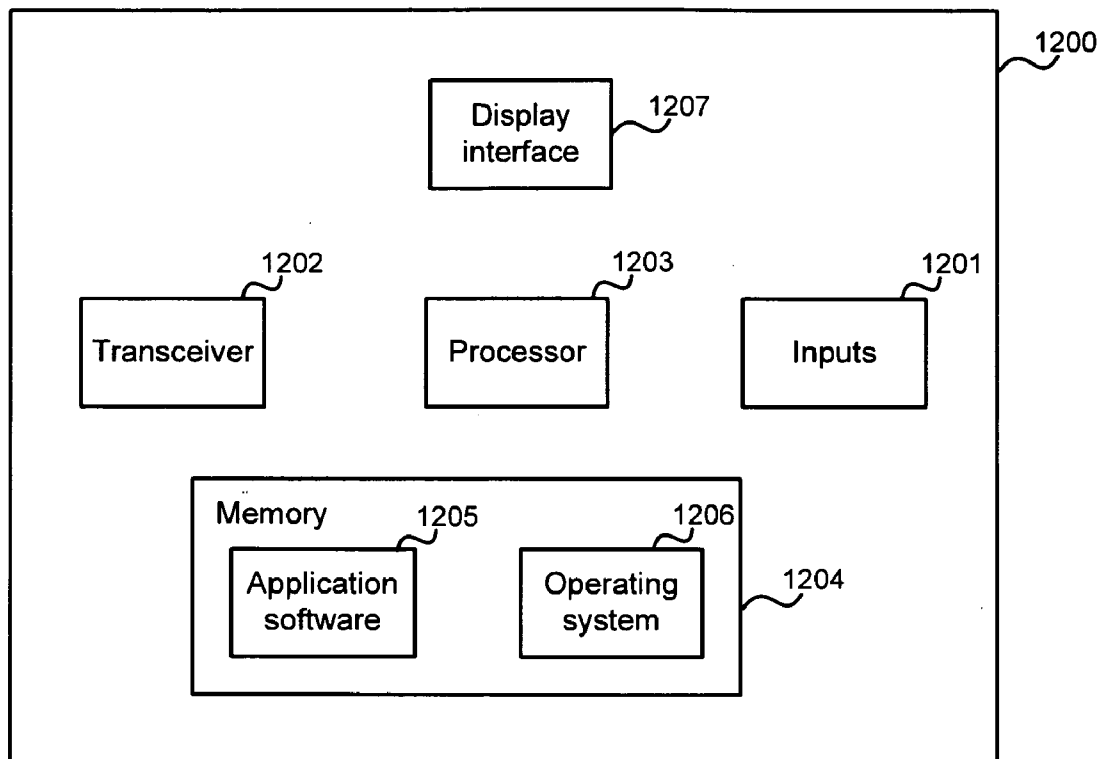 1200
1207
Display
interface
1202
1203
1201
Transceiver
Processor
Inputs
Memory
1205
1206
Application
software
Operating
system
1204